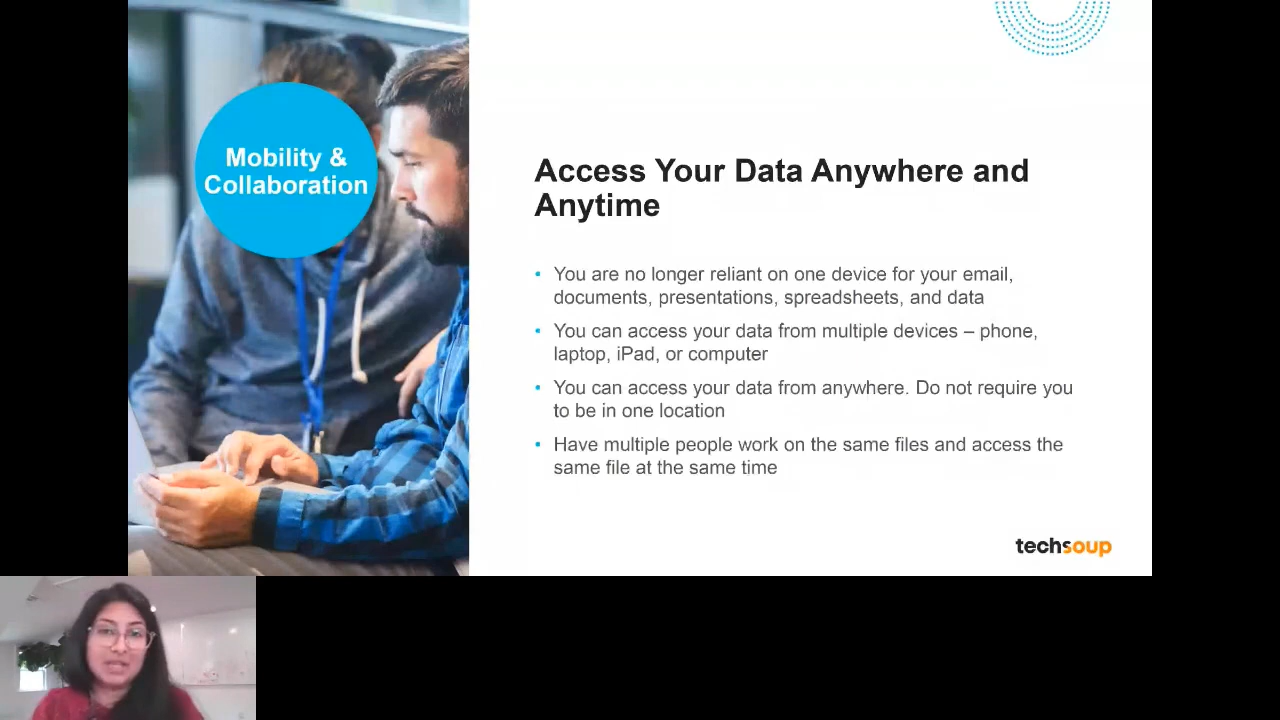 Mobility &
Collaboration
Access Your Data Anywhere and
Anytime
• You are no longer reliant on one device for your email,
documents, presentations, spreadsheets, and data
• You can access your data from multiple devices – phone,
laptop, iPad, or computer
• You can access your data from anywhere. Do not require you
to be in one location
• Have multiple people work on the same files and access the
same file at the same time
techsoup